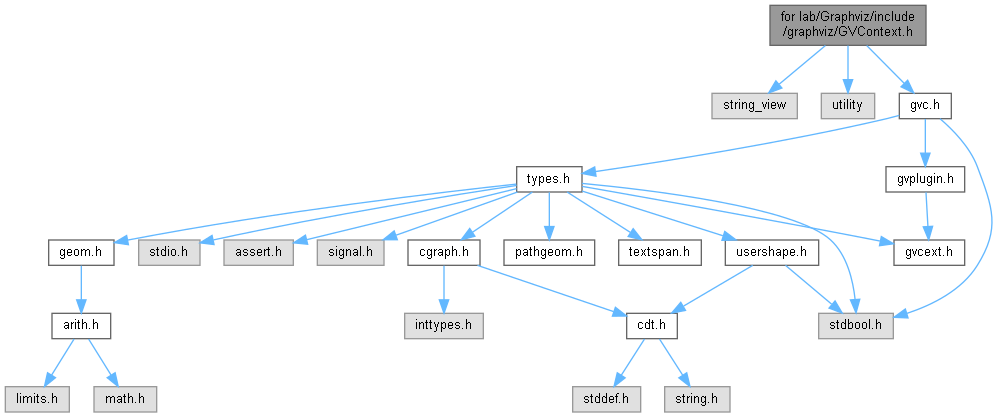 for lab/Graphviz/include
/graphviz/GVContext.h
string_view
utility
gvc.h
types.h
gvplugin.h
geom.h
stdio.h
assert.h
signal.h
cgraph.h
pathgeom.h
textspan.h
usershape.h
gvcext.h
arith.h
inttypes.h
cdt.h
stdbool.h
limits.h
math.h
stddef.h
string.h